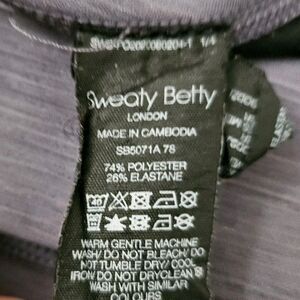 Sweaty Betty
LONDON
MADE IN CAMBODIA
SB5071A 78
74% POLYESTER
26% ELASTANE
WARM GENTLE MACHINE
WASH/ DO NOT BLEACH/ DO
NOT TUMBLE DRY/ COOL
IRON/ DO NOT DRYCLEAN
WASH WITH SIMILAR
COLOURS